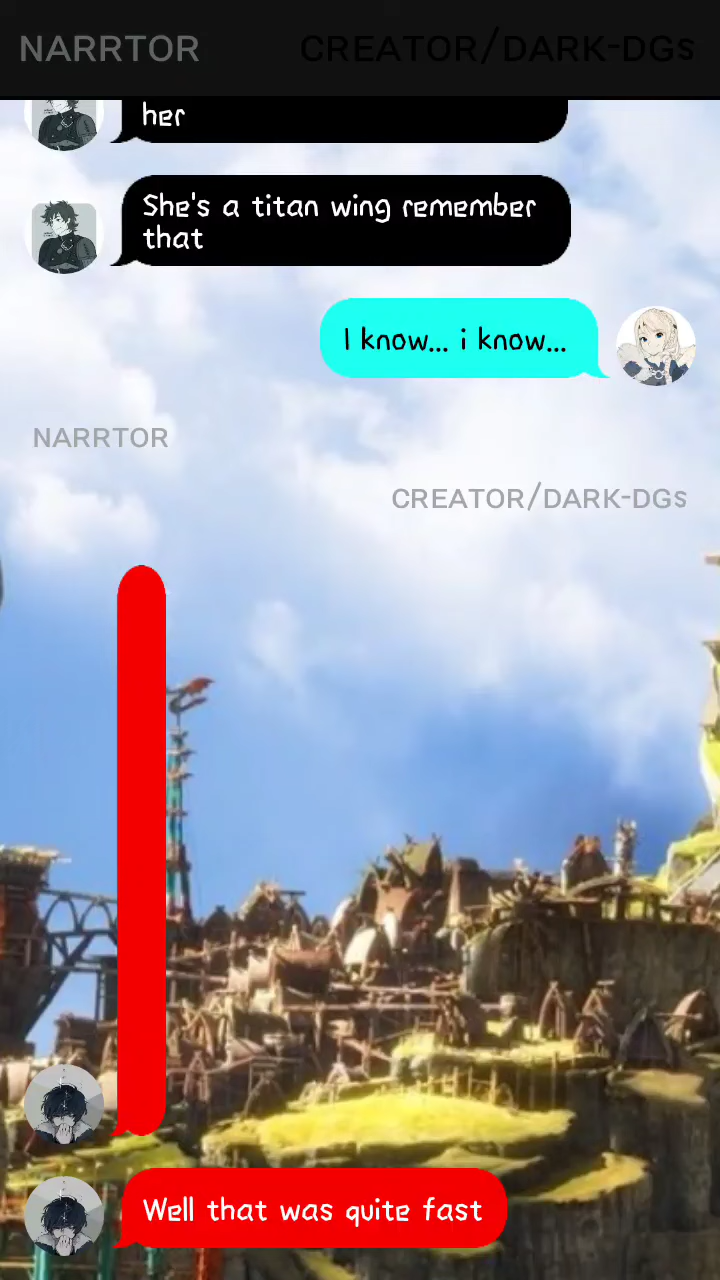 NARRTOR
CREATOR/DARK-DGs
her
She's a titan wing remember
that
I know... i know...
NARRTOR
CREATOR/DARK-DGs
Well that was quite fast